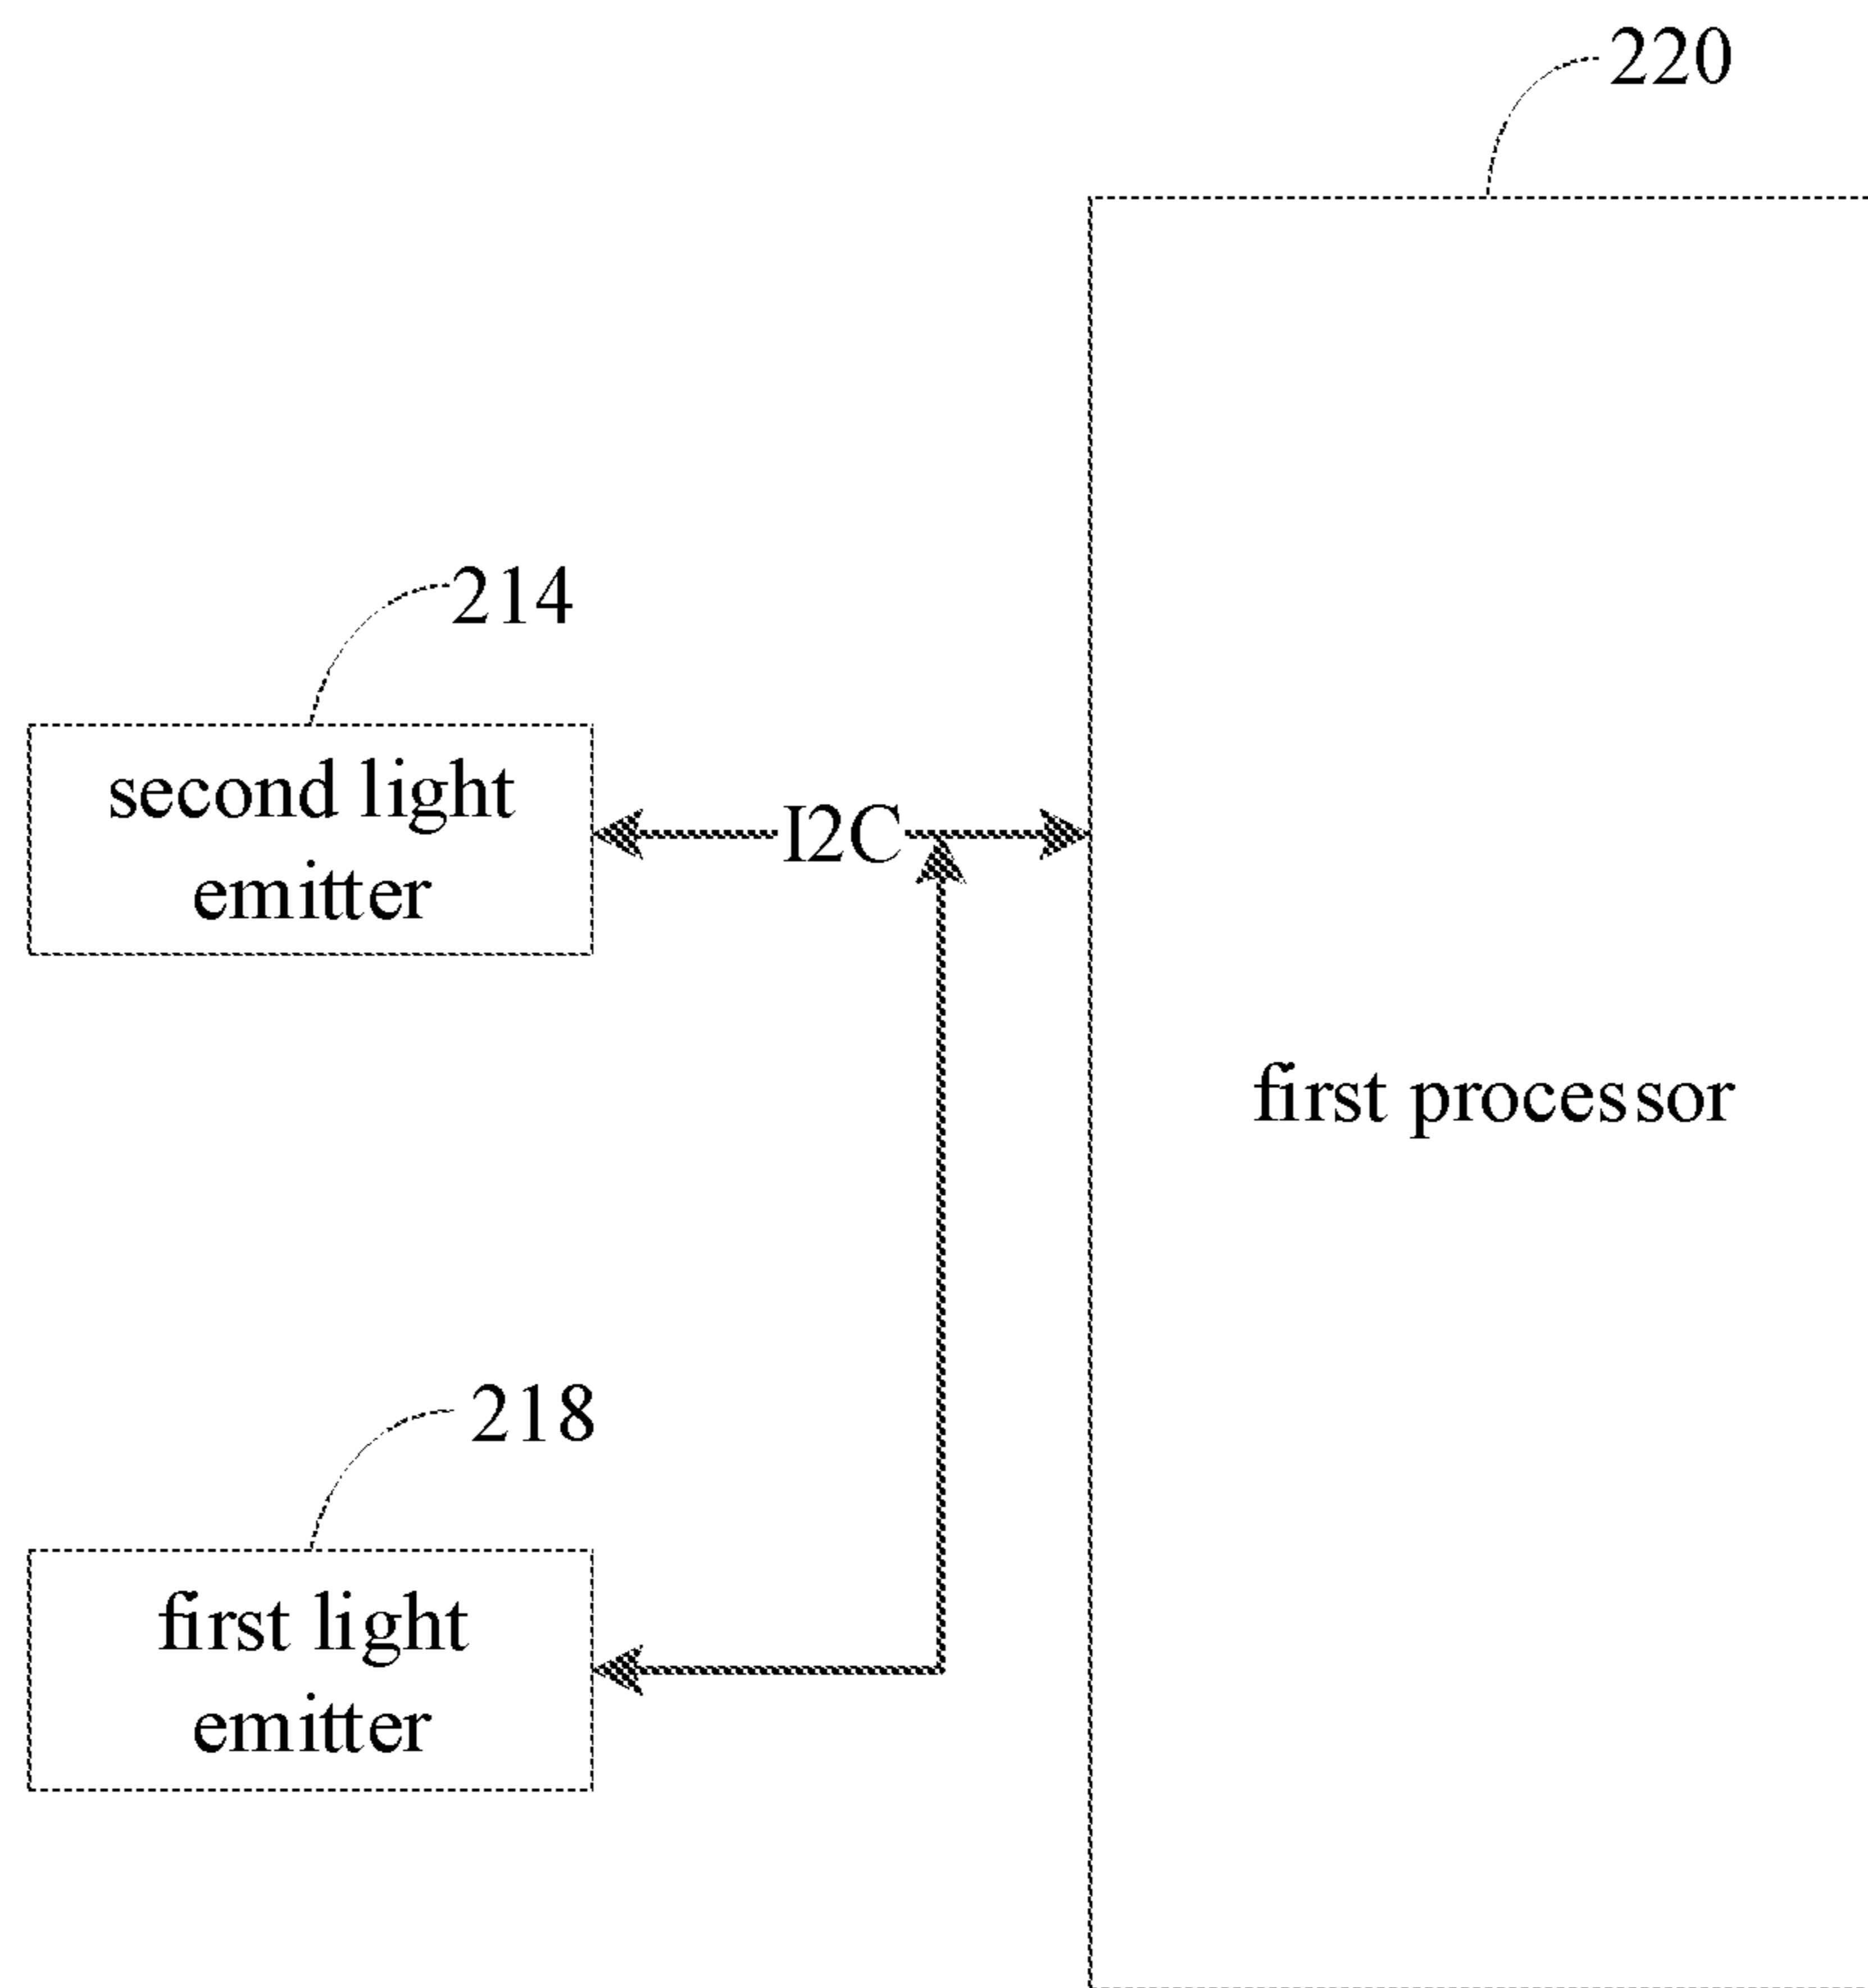 220
214
second light
emitter
I2C
first processor
218
first light
emitter